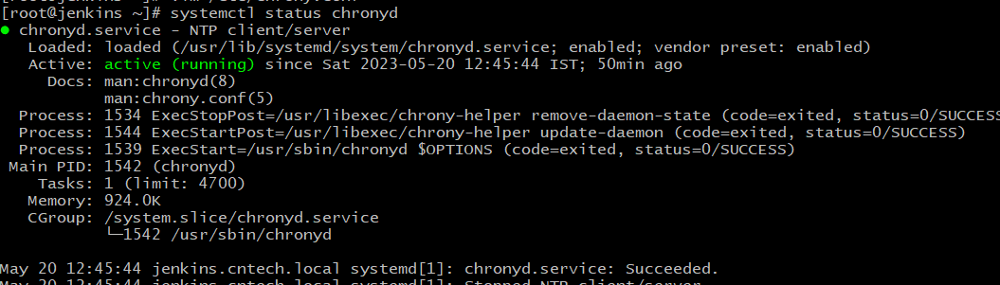 [root@jenkins ~]# systemctl status chronyd
● chronyd.service - NTP client/server
   Loaded: loaded (/usr/lib/systemd/system/chronyd.service; enabled; vendor preset: enabled)
   Active: active (running) since Sat 2023-05-20 12:45:44 IST; 50min ago
     Docs: man:chronyd(8)
           man:chrony.conf(5)
  Process: 1534 ExecStopPost=/usr/libexec/chrony-helper remove-daemon-state (code=exited, status=0/SUCCESS
  Process: 1544 ExecStartPost=/usr/libexec/chrony-helper update-daemon (code=exited, status=0/SUCCESS)
  Process: 1539 ExecStart=/usr/sbin/chronyd $OPTIONS (code=exited, status=0/SUCCESS)
 Main PID: 1542 (chronyd)
    Tasks: 1 (limit: 4700)
   Memory: 924.0K
   CGroup: /system.slice/chronyd.service
           └─1542 /usr/sbin/chronyd
May 20 12:45:44 jenkins.cntech.local systemd[1]: chronyd.service: Succeeded.
May 20 12:45:44 jenkins.cntech.local systemd[1]: Stopped NTP client/server.